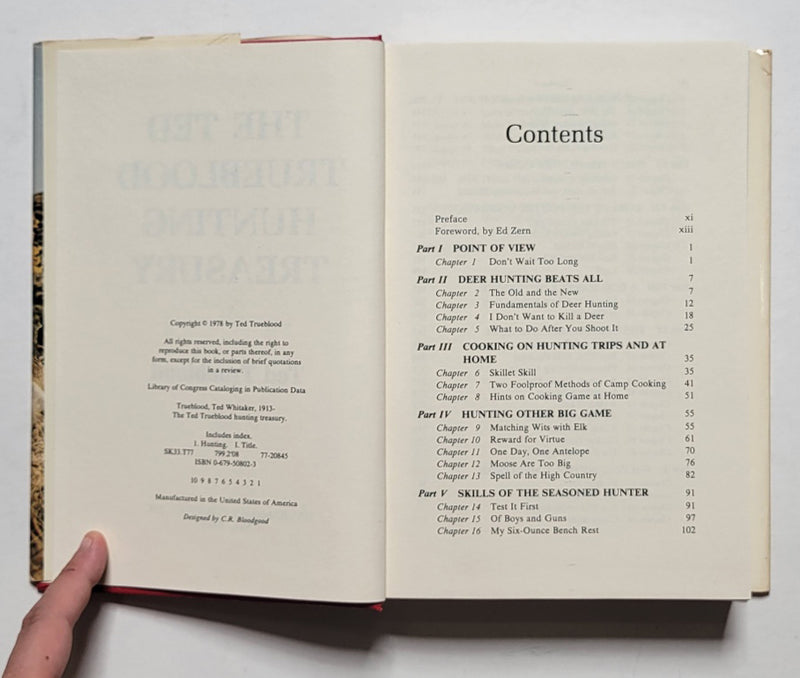 THE TED
TRUEBLOOD
HUNTING
TREASURY
Copyright © 1978 by Ted Trueblood
All rights reserved, including the right to
reproduce this book, or parts thereof, in any
form, except for the inclusion of brief quotations
in a review.
Library of Congress Cataloging in Publication Data
Trueblood, Ted Whitaker, 1913-
The Ted Trueblood hunting treasury.
Includes index.
1. Hunting. I. Title.
SK33.T77 799.2'08 77-20845
ISBN 0-679-50802-3
10 9 8 7 6 5 4 3 2 1
Manufactured in the United States of America
Designed by C.R. Bloodgood
Contents
Preface xi
Foreword, by Ed Zern xiii
Part I POINT OF VIEW 1
Chapter 1 Don't Wait Too Long 1
Part II DEER HUNTING BEATS ALL 7
Chapter 2 The Old and the New 7
Chapter 3 Fundamentals of Deer Hunting 12
Chapter 4 I Don't Want to Kill a Deer 18
Chapter 5 What to Do After You Shoot It 25
Part III COOKING ON HUNTING TRIPS AND AT
HOME 35
Chapter 6 Skillet Skill 35
Chapter 7 Two Foolproof Methods of Camp Cooking 41
Chapter 8 Hints on Cooking Game at Home 51
Part IV HUNTING OTHER BIG GAME 55
Chapter 9 Matching Wits with Elk 55
Chapter 10 Reward for Virtue 61
Chapter 11 One Day, One Antelope 70
Chapter 12 Moose Are Too Big 76
Chapter 13 Spell of the High Country 82
Part V SKILLS OF THE SEASONED HUNTER 91
Chapter 14 Test It First 91
Chapter 15 Of Boys and Guns 97
Chapter 16 My Six-Ounce Bench Rest 102